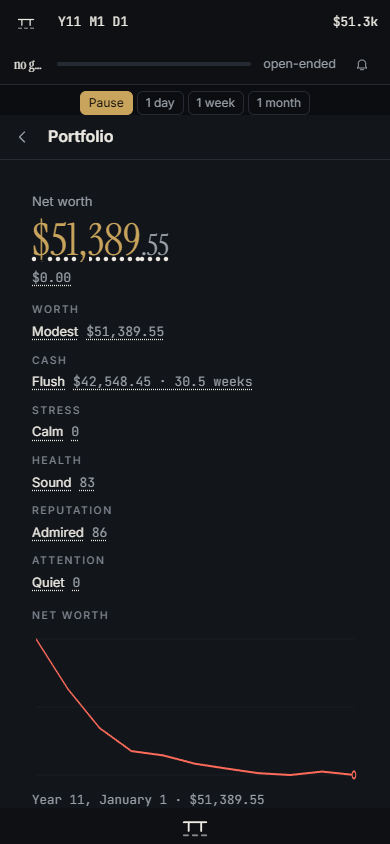 Y11 M1 D1
$51.3k
no g...
open-ended
Pause
1 day
1 week
1 month
Portfolio
Net worth
$51,389.55
$0.00
WORTH
Modest $51,389.55
CASH
Flush $42,548.45 · 30.5 weeks
STRESS
Calm 0
HEALTH
Sound 83
REPUTATION
Admired 86
ATTENTION
Quiet 0
NET WORTH
Year 11, January 1 · $51,389.55